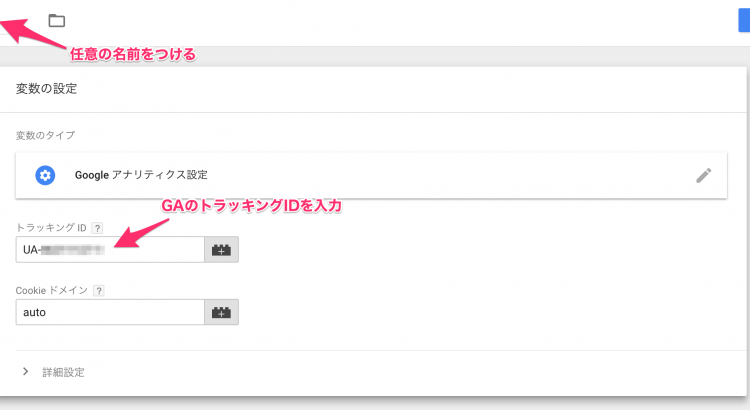 任意の名前をつける
変数の設定
変数のタイプ
Google アナリティクス設定
GAのトラッキングIDを入力
トラッキング ID ?
UA-
Cookie ドメイン ?
auto
詳細設定